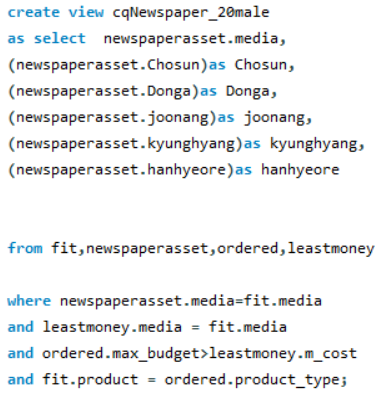 create view cqNewspaper_20male
as select  newspaperasset.media,
(newspaperasset.Chosun)as Chosun,
(newspaperasset.Donga)as Donga,
(newspaperasset.joonang)as joonang,
(newspaperasset.kyunghyang)as kyunghyang,
(newspaperasset.hanhyeore)as hanhyeore
from fit,newspaperasset,ordered,leastmoney
where newspaperasset.media=fit.media
and leastmoney.media = fit.media
and ordered.max_budget>leastmoney.m_cost
and fit.product = ordered.product_type;